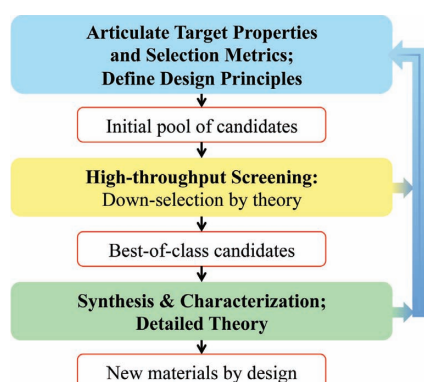 Articulate Target Properties
and Selection Metrics;
Define Design Principles
Initial pool of candidates
High-throughput Screening:
Down-selection by theory
Best-of-class candidates
Synthesis & Characterization;
Detailed Theory
New materials by design